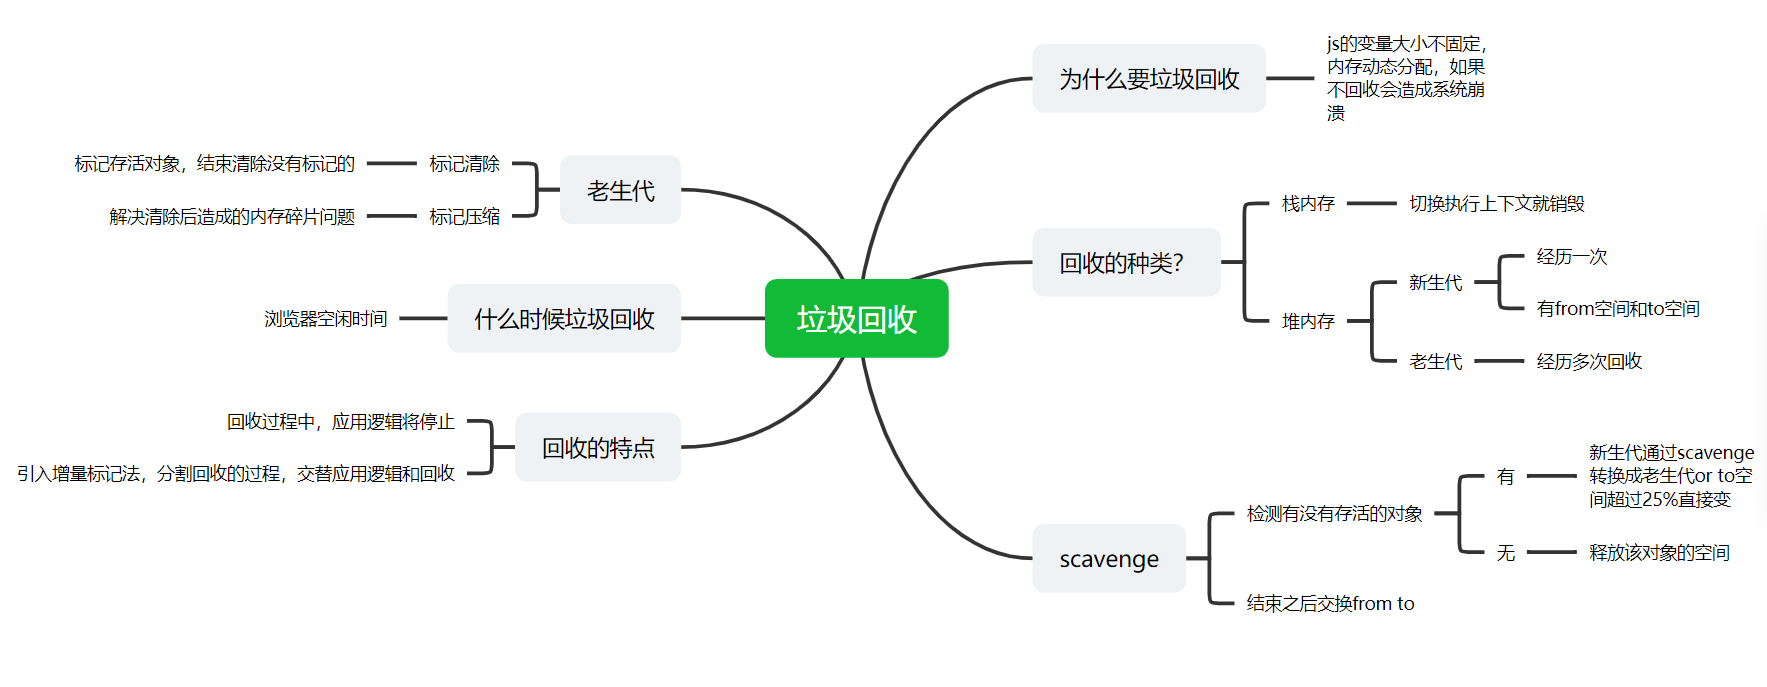 垃圾回收
为什么要垃圾回收
js的变量大小不固定，
内存动态分配，如果
不回收会造成系统崩
溃
回收的种类？
栈内存
切换执行上下文就销毁
堆内存
新生代
经历一次
有from空间和to空间
老生代
经历多次回收
scavenge
检测有没有存活的对象
有
新生代通过scavenge
转换成老生代or to空
间超过25%直接变
无
释放该对象的空间
结束之后交换from to
老生代
标记清除
标记存活对象，结束清除没有标记的
标记压缩
解决清除后造成的内存碎片问题
什么时候垃圾回收
浏览器空闲时间
回收的特点
回收过程中，应用逻辑将停止
引入增量标记法，分割回收的过程，交替应用逻辑和回收